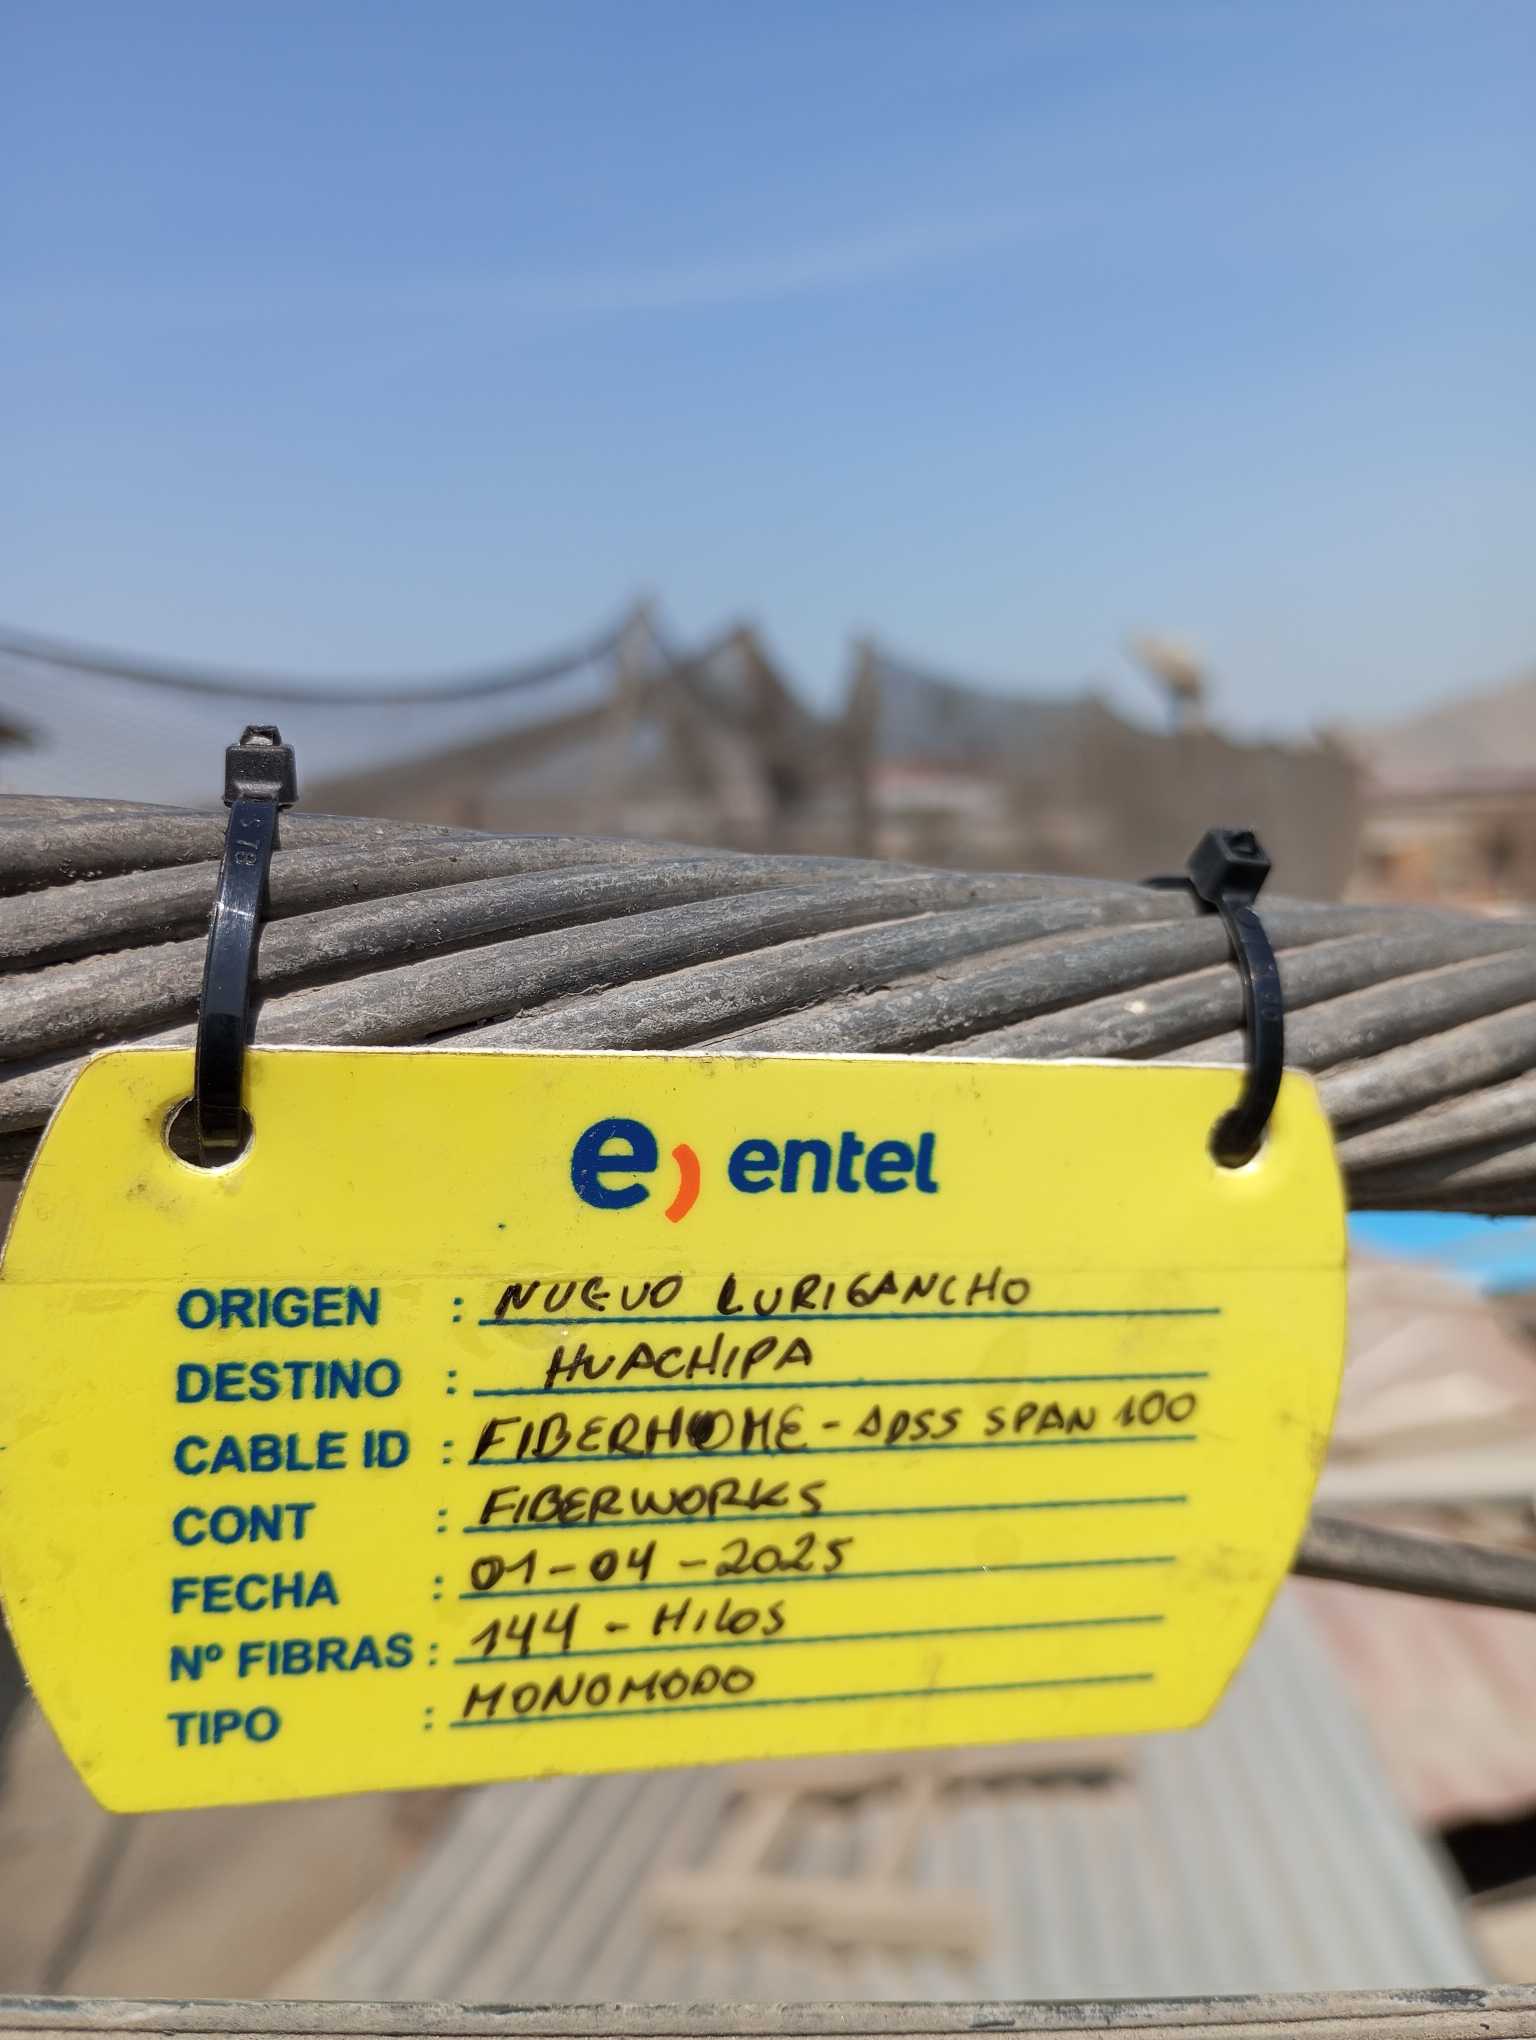 e) entel
ORIGEN : NUEVO LURIGANCHO
DESTINO : HUACHIPA
CABLE ID : FIBERHOME - ADSS SPAN 100
CONT : FIBERWORKS
FECHA : 01-04-2025
Nº FIBRAS : 144 - HILOS
TIPO : MONOMODO